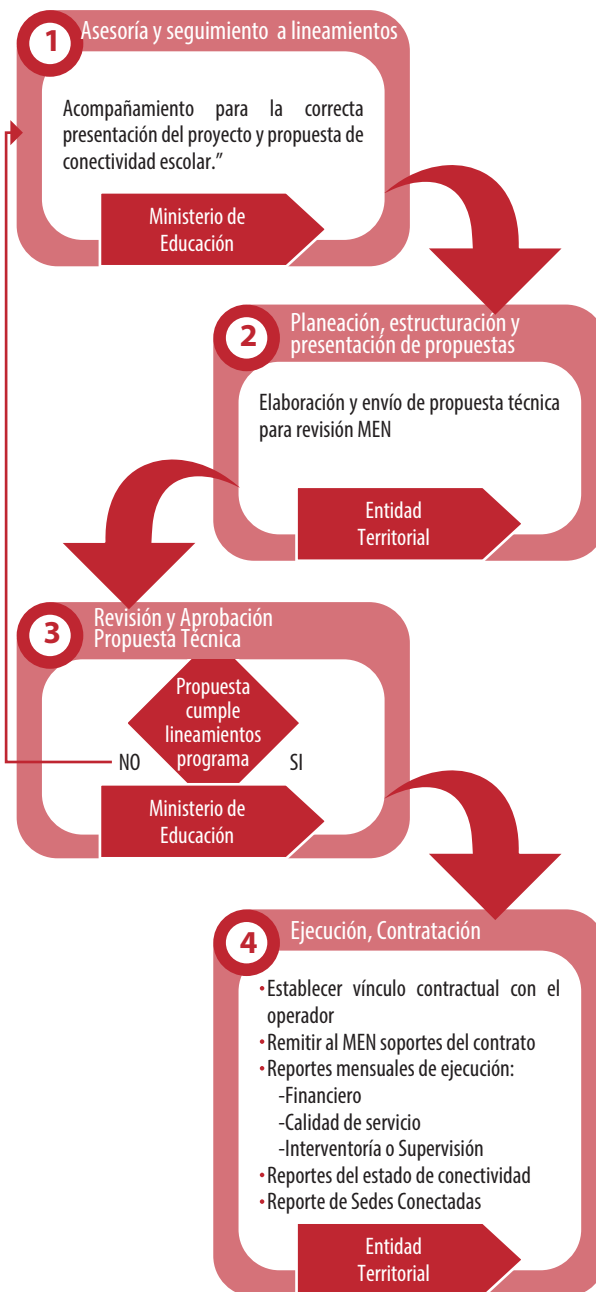 1
Asesoría y seguimiento a lineamientos
Acompañamiento para la correcta
presentación del proyecto y propuesta de
conectividad escolar.”
Ministerio de
Educación
2
Planeación, estructuración y
presentación de propuestas
Elaboración y envío de propuesta técnica
para revisión MEN
Entidad
Territorial
3
Revisión y Aprobación
Propuesta Técnica
Propuesta
cumple
lineamientos
programa
NO
SI
Ministerio de
Educación
4
Ejecución, Contratación
•Establecer vínculo contractual con el
operador
•Remitir al MEN soportes del contrato
•Reportes mensuales de ejecución:
-Financiero
-Calidad de servicio
-Interventoría o Supervisión
•Reportes del estado de conectividad
•Reporte de Sedes Conectadas
Entidad
Territorial